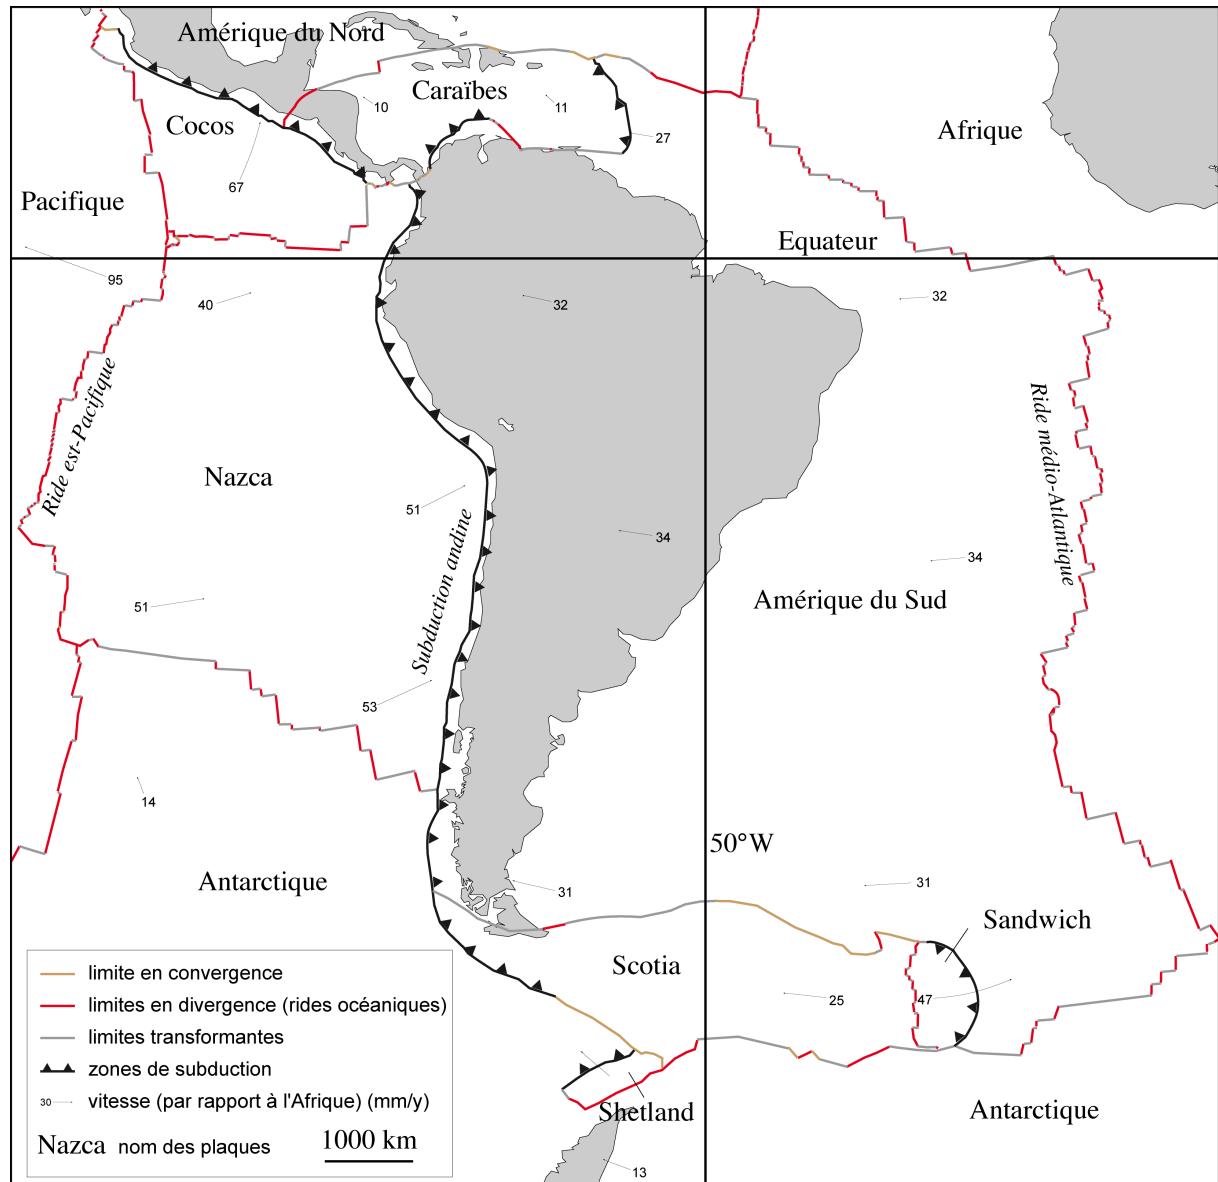 Amérique du Nord
Caraïbes
10
11
27
Cocos
Afrique
67
Pacifique
Equateur
95
40
32
32
Ride est-Pacifique
Ride médio-Atlantique
Nazca
51
Subduction andine
34
34
51
Amérique du Sud
53
14
50°W
Antarctique
31
31
Sandwich
Scotia
25
47
Shetland
Antarctique
13
limite en convergence
limites en divergence (rides océaniques)
limites transformantes
zones de subduction
30 vitesse (par rapport à l'Afrique) (mm/y)
Nazca nom des plaques
1000 km